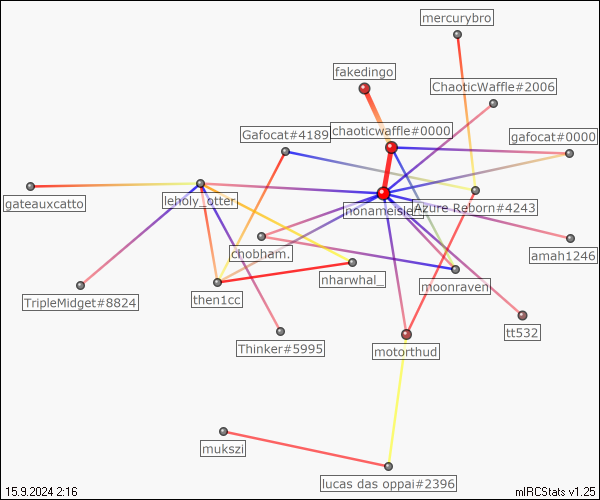 mercurybro
fakedingo
ChaoticWaffle#2006
Gafocat#4189
chaoticwaffle#0000
gafocat#0000
gateauxcatto
leholy_otter
Azure Reborn#4243
chobham.
amah1246
TripleMidget#8824
then1cc
nharwhal_
moonraven
Thinker#5995
motorthud
tt532
mukszi
lucas das oppai#2396
15.9.2024 2:16
mIRCStats v1.25